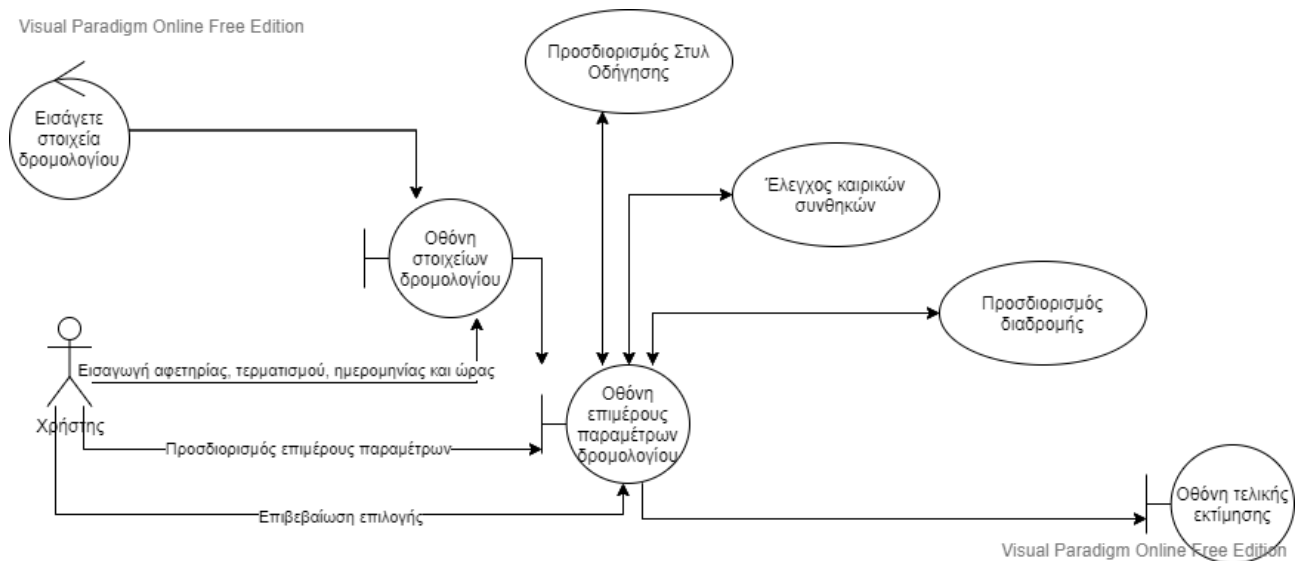 Visual Paradigm Online Free Edition
Προσδιορισμός Στυλ
Οδήγησης
Εισάγετε
στοιχεία
δρομολογίου
Έλεγχος καιρικών
συνθηκών
Οθόνη
στοιχείων
δρομολογίου
Προσδιορισμός
διαδρομής
Εισαγωγή αφετηρίας, τερματισμού, ημερομηνίας και ώρας
Χρήστης
Οθόνη
επιμέρους
παραμέτρων
δρομολογίου
Προσδιορισμός επιμέρους παραμέτρων
Επιβεβαίωση επιλογής
Οθόνη τελικής
εκτίμησης
Visual Paradigm Online Free Edition